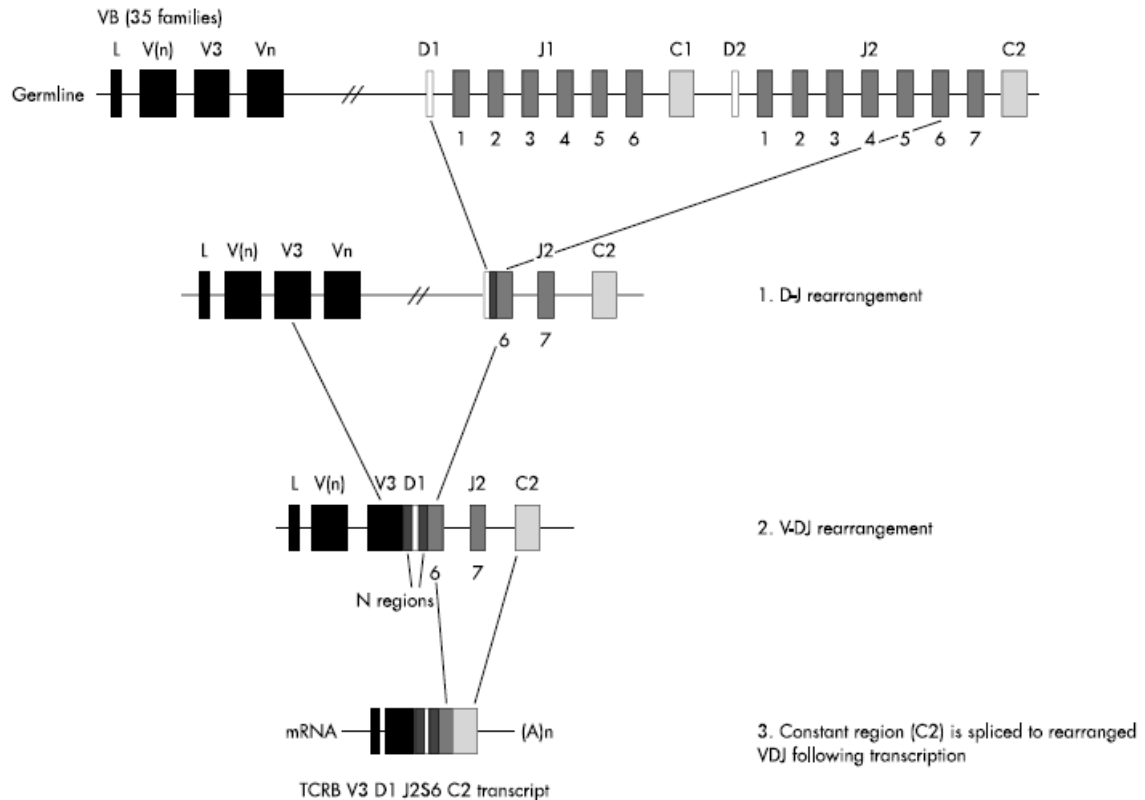 VB (35 families)
L V(n) V3 Vn D1 J1 C1 D2 J2 C2
Germline
1 2 3 4 5 6 1 2 3 4 5 6 7
L V(n) V3 Vn J2 C2
1. D-J rearrangement
6 7
L V(n) V3 D1 J2 C2
2. V-DJ rearrangement
6 7
N regions
mRNA (A)n
3. Constant region (C2) is spliced to rearranged
VDJ following transcription
TCRB V3 D1 J2S6 C2 transcript